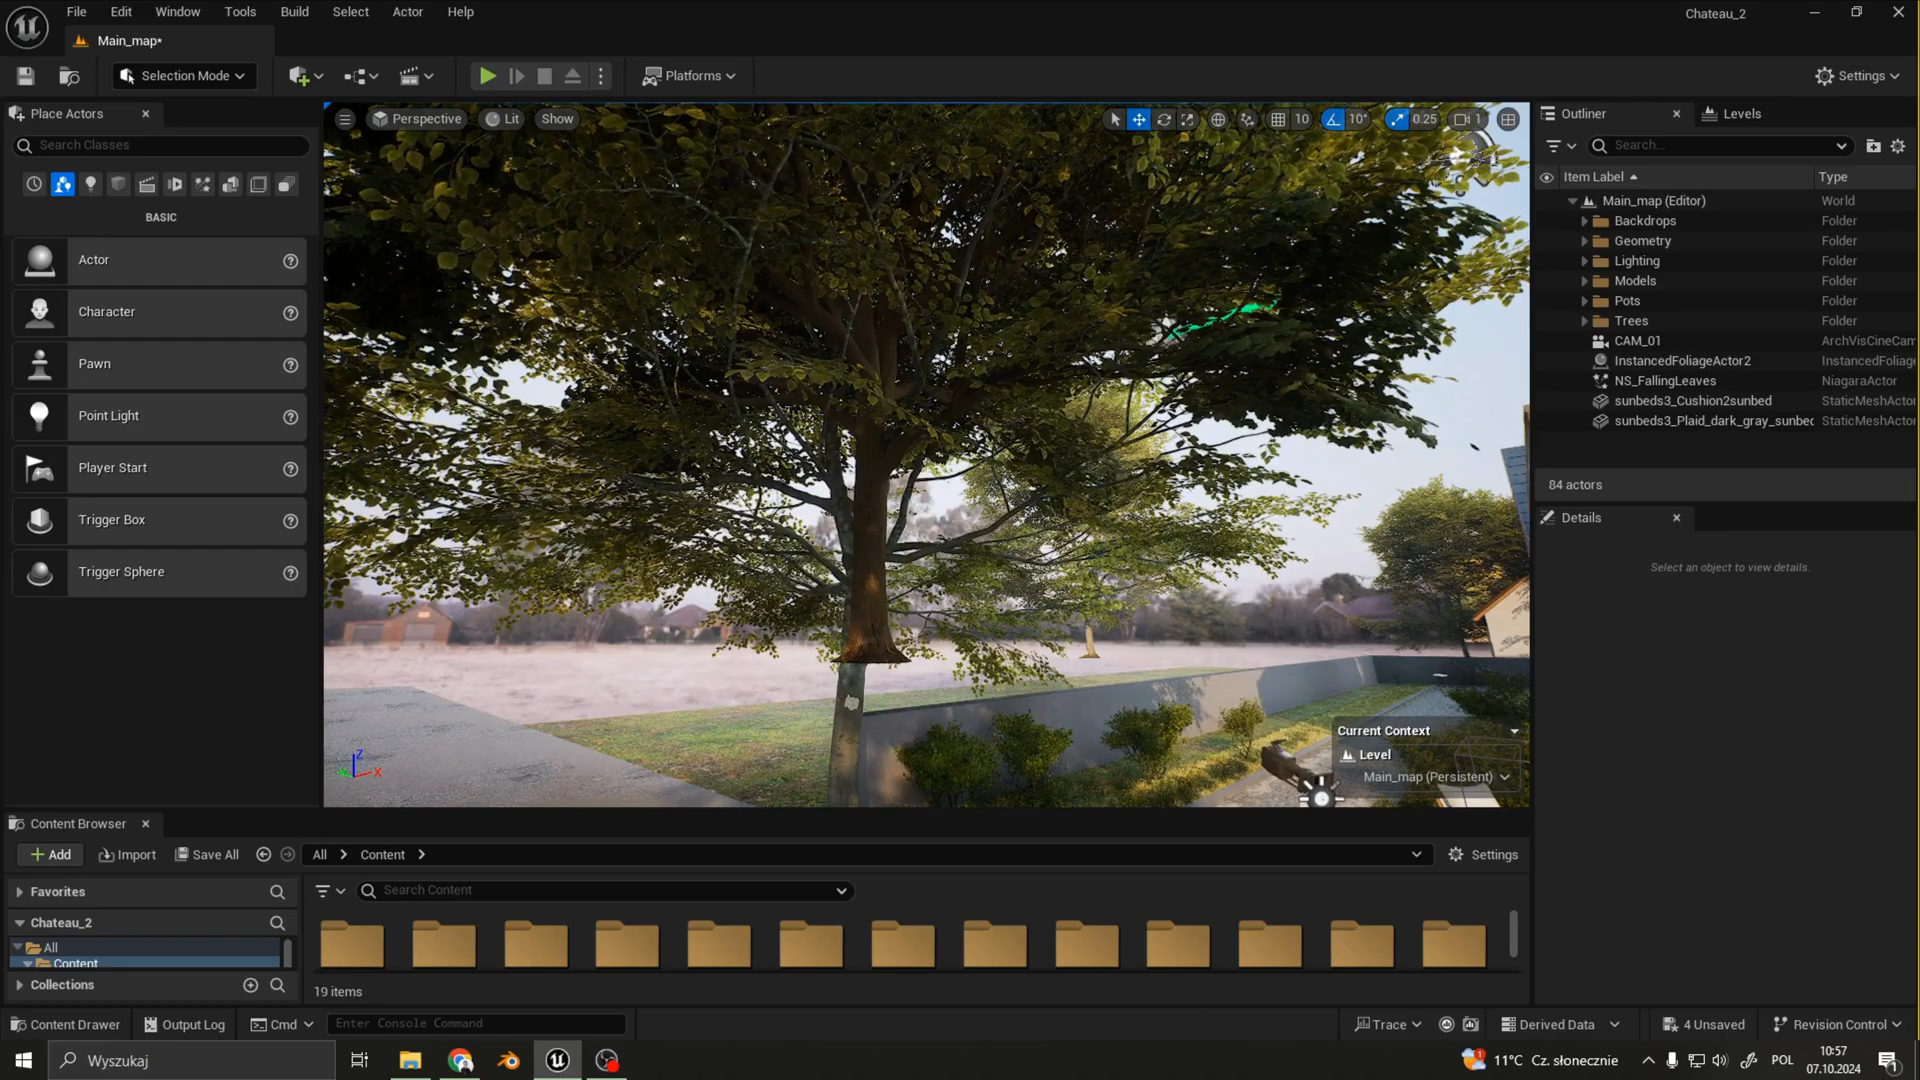 File Edit Window Tools Build Select Actor Help
Chateau_2
Main_map*
Selection Mode
Platforms
Settings
Place Actors
Search Classes
BASIC
Actor
Character
Pawn
Point Light
Player Start
Trigger Box
Trigger Sphere
Perspective Lit Show
10 10° 0.25 1
Current Context
Level
Main_map (Persistent)
Outliner Levels
Search...
Item Label Type
Main_map (Editor) World
Backdrops Folder
Geometry Folder
Lighting Folder
Models Folder
Pots Folder
Trees Folder
CAM_01 ArchVisCineCam
InstancedFoliageActor2 InstancedFoliage
NS_FallingLeaves NiagaraActor
sunbeds3_Cushion2sunbed StaticMeshActor
sunbeds3_Plaid_dark_gray_sunbed StaticMeshActor
84 actors
Details
Select an object to view details.
Content Browser
Add Import Save All All Content Settings
Favorites
Search Content
Chateau_2
All
Content
Collections
19 items
Content Drawer Output Log Cmd Enter Console Command Trace Derived Data 4 Unsaved Revision Control
Wyszukaj
1 11°C Cz. słonecznie POL 10:57
07.10.2024 1